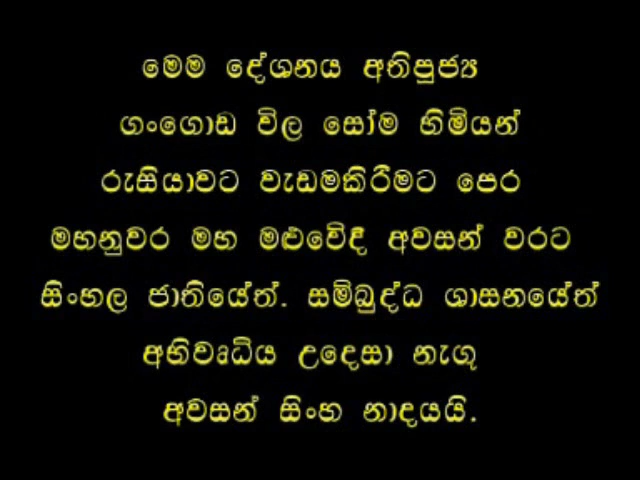 මෙම දේශනය අතිපූජ්‍ය
ගංගොඩ විල සෝම හිමියන්
රුසියාවට වැඩමකිරීමට පෙර
මහනුවර මහ මළුවේදී අවසන් වරට
සිංහල ජාතියේත්. සම්බුද්ධ ශාසනයේත්
අභිවෘධිය උදෙසා නැගූ
අවසන් සිංහ නාදයයි.